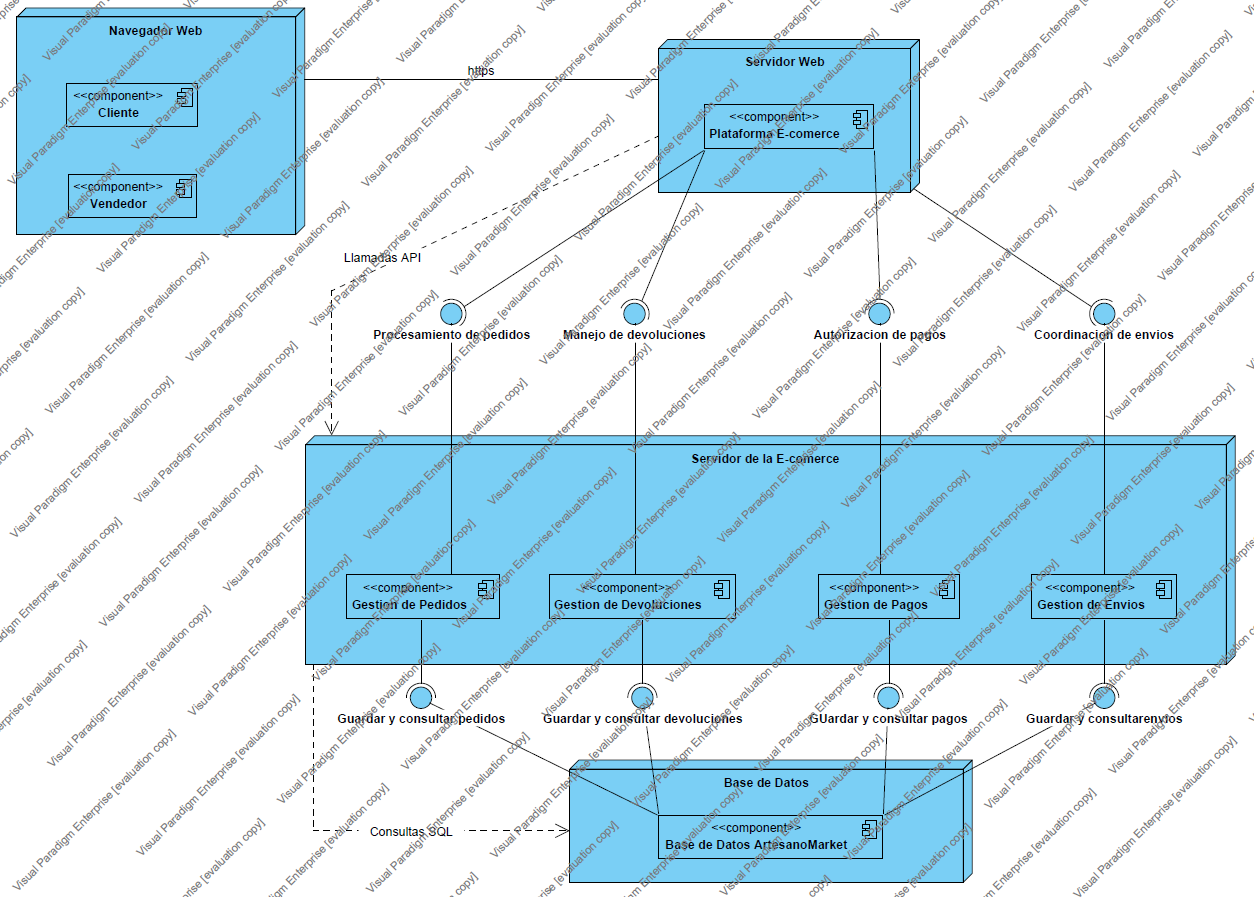 Navegador Web
<<component>>
Cliente
<<component>>
Vendedor
https
Servidor Web
<<component>>
Plataforma E-comerce
Llamadas API
Procesamiento de pedidos
Manejo de devoluciones
Autorizacion de pagos
Coordinacion de envios
Servidor de la E-comerce
<<component>>
Gestion de Pedidos
<<component>>
Gestion de Devoluciones
<<component>>
Gestion de Pagos
<<component>>
Gestion de Envios
Guardar y consultar pedidos
Guardar y consultar devoluciones
GUardar y consultar pagos
Guardar y consultarenvios
Base de Datos
<<component>>
Base de Datos ArtesanoMarket
Consultas SQL
Visual Paradigm Enterprise [evaluation copy]